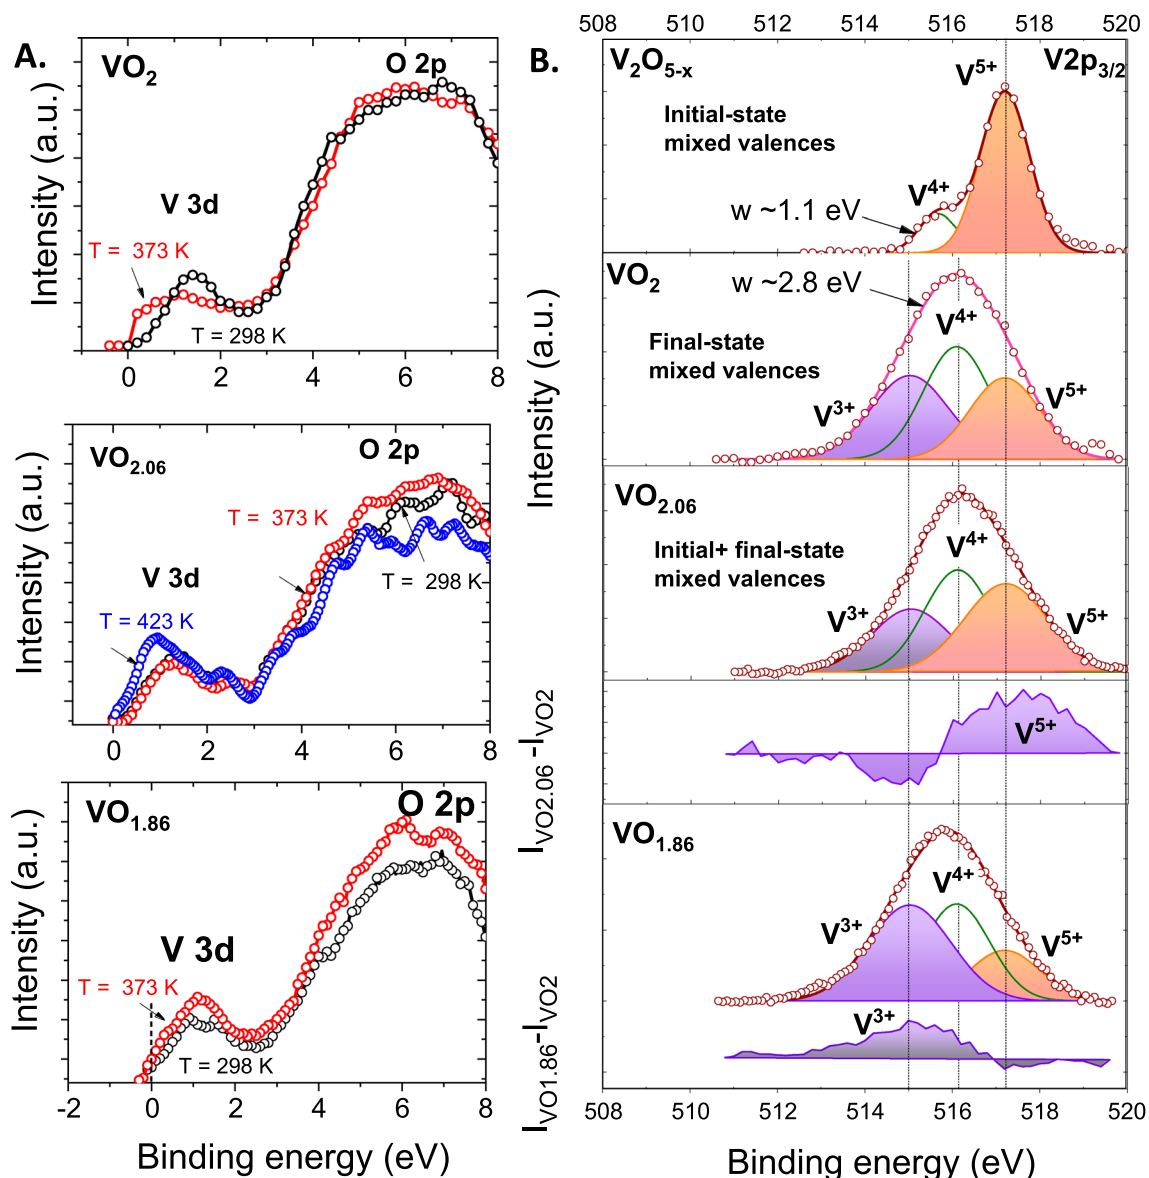 A.
VO2
O 2p
V 3d
T = 373 K
T = 298 K
Intensity (a.u.)
0 2 4 6 8
VO2.06
O 2p
T = 373 K
V 3d
T = 298 K
T = 423 K
Intensity (a.u.)
0 2 4 6 8
VO1.86
O 2p
V 3d
T = 373 K
T = 298 K
Intensity (a.u.)
-2 0 2 4 6 8
Binding energy (eV)
B.
508 510 512 514 516 518 520
V2O5-x
V5+
V2p3/2
Initial-state
mixed valences
V4+
w ~1.1 eV
VO2
w ~2.8 eV
V4+
Final-state
mixed valences
V3+
V5+
Intensity (a.u.)
VO2.06
V4+
Initial+ final-state
mixed valences
V3+
V5+
V5+
IVO2.06-IVO2
VO1.86
V4+
V3+
V5+
V3+
IVO1.86-IVO2
508 510 512 514 516 518 520
Binding energy (eV)